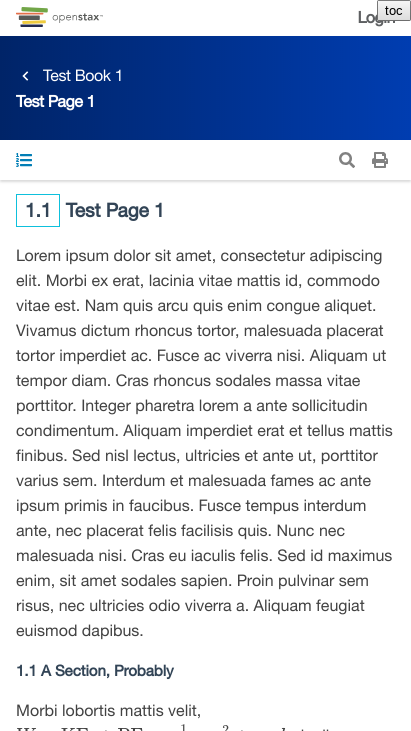 openstax
Login
toc
Test Book 1
Test Page 1
1.1 Test Page 1
Lorem ipsum dolor sit amet, consectetur adipiscing
elit. Morbi ex erat, lacinia vitae mattis id, commodo
vitae est. Nam quis arcu quis enim congue aliquet.
Vivamus dictum rhoncus tortor, malesuada placerat
tortor imperdiet ac. Fusce ac viverra nisi. Aliquam ut
tempor diam. Cras rhoncus sodales massa vitae
porttitor. Integer pharetra lorem a ante sollicitudin
condimentum. Aliquam imperdiet erat et tellus mattis
finibus. Sed nisl lectus, ultricies et ante ut, porttitor
varius sem. Interdum et malesuada fames ac ante
ipsum primis in faucibus. Fusce tempus interdum
ante, nec placerat felis facilisis quis. Nunc nec
malesuada nisi. Cras eu iaculis felis. Sed id maximus
enim, sit amet sodales sapien. Proin pulvinar sem
risus, nec ultricies odio viverra a. Aliquam feugiat
euismod dapibus.
1.1 A Section, Probably
Morbi lobortis mattis velit,